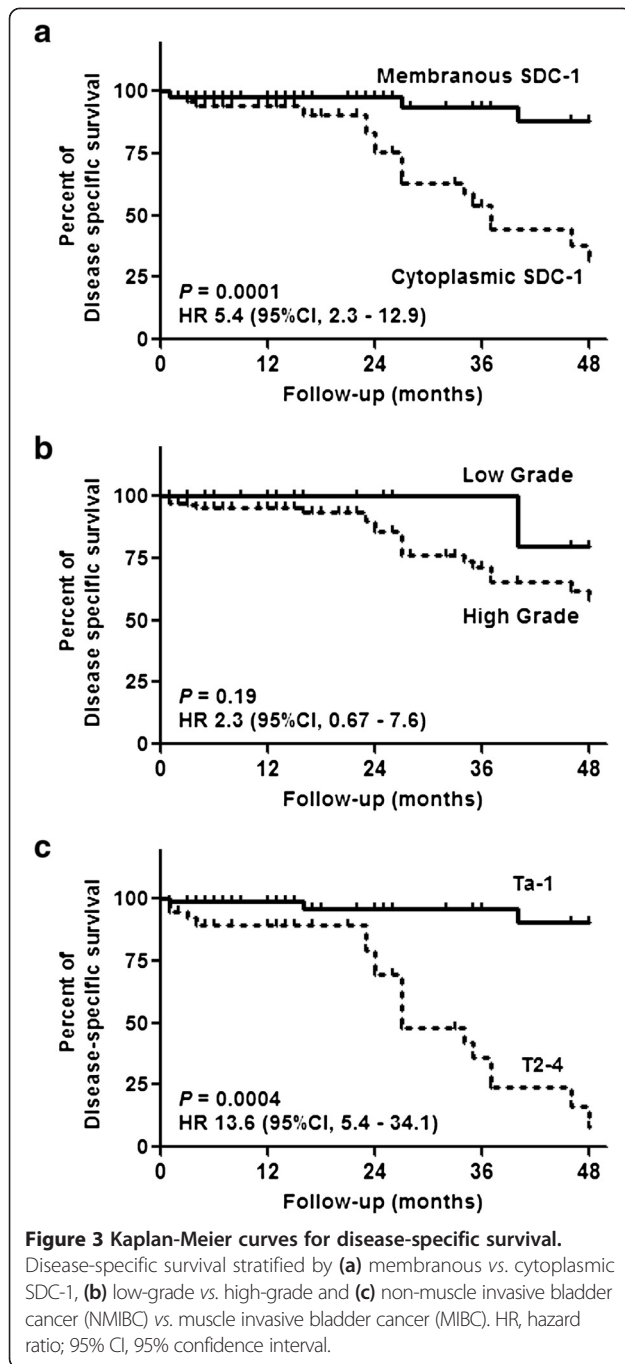 a
Membranous SDC-1
100
75
50
25
0
Percent of
Disease specific survival
Cytoplasmic SDC-1
P = 0.0001
HR 5.4 (95%CI, 2.3 - 12.9)
0 12 24 36 48
Follow-up (months)
b
Low Grade
100
75
50
25
0
Percent of
Disease specific survival
High Grade
P = 0.19
HR 2.3 (95%CI, 0.67 - 7.6)
0 12 24 36 48
Follow-up (months)
c
Ta-1
100
75
50
25
0
Percent of
Disease-specific survival
T2-4
P = 0.0004
HR 13.6 (95%CI, 5.4 - 34.1)
0 12 24 36 48
Follow-up (months)
Figure 3 Kaplan-Meier curves for disease-specific survival.
Disease-specific survival stratified by (a) membranous vs. cytoplasmic
SDC-1, (b) low-grade vs. high-grade and (c) non-muscle invasive bladder
cancer (NMIBC) vs. muscle invasive bladder cancer (MIBC). HR, hazard
ratio; 95% CI, 95% confidence interval.